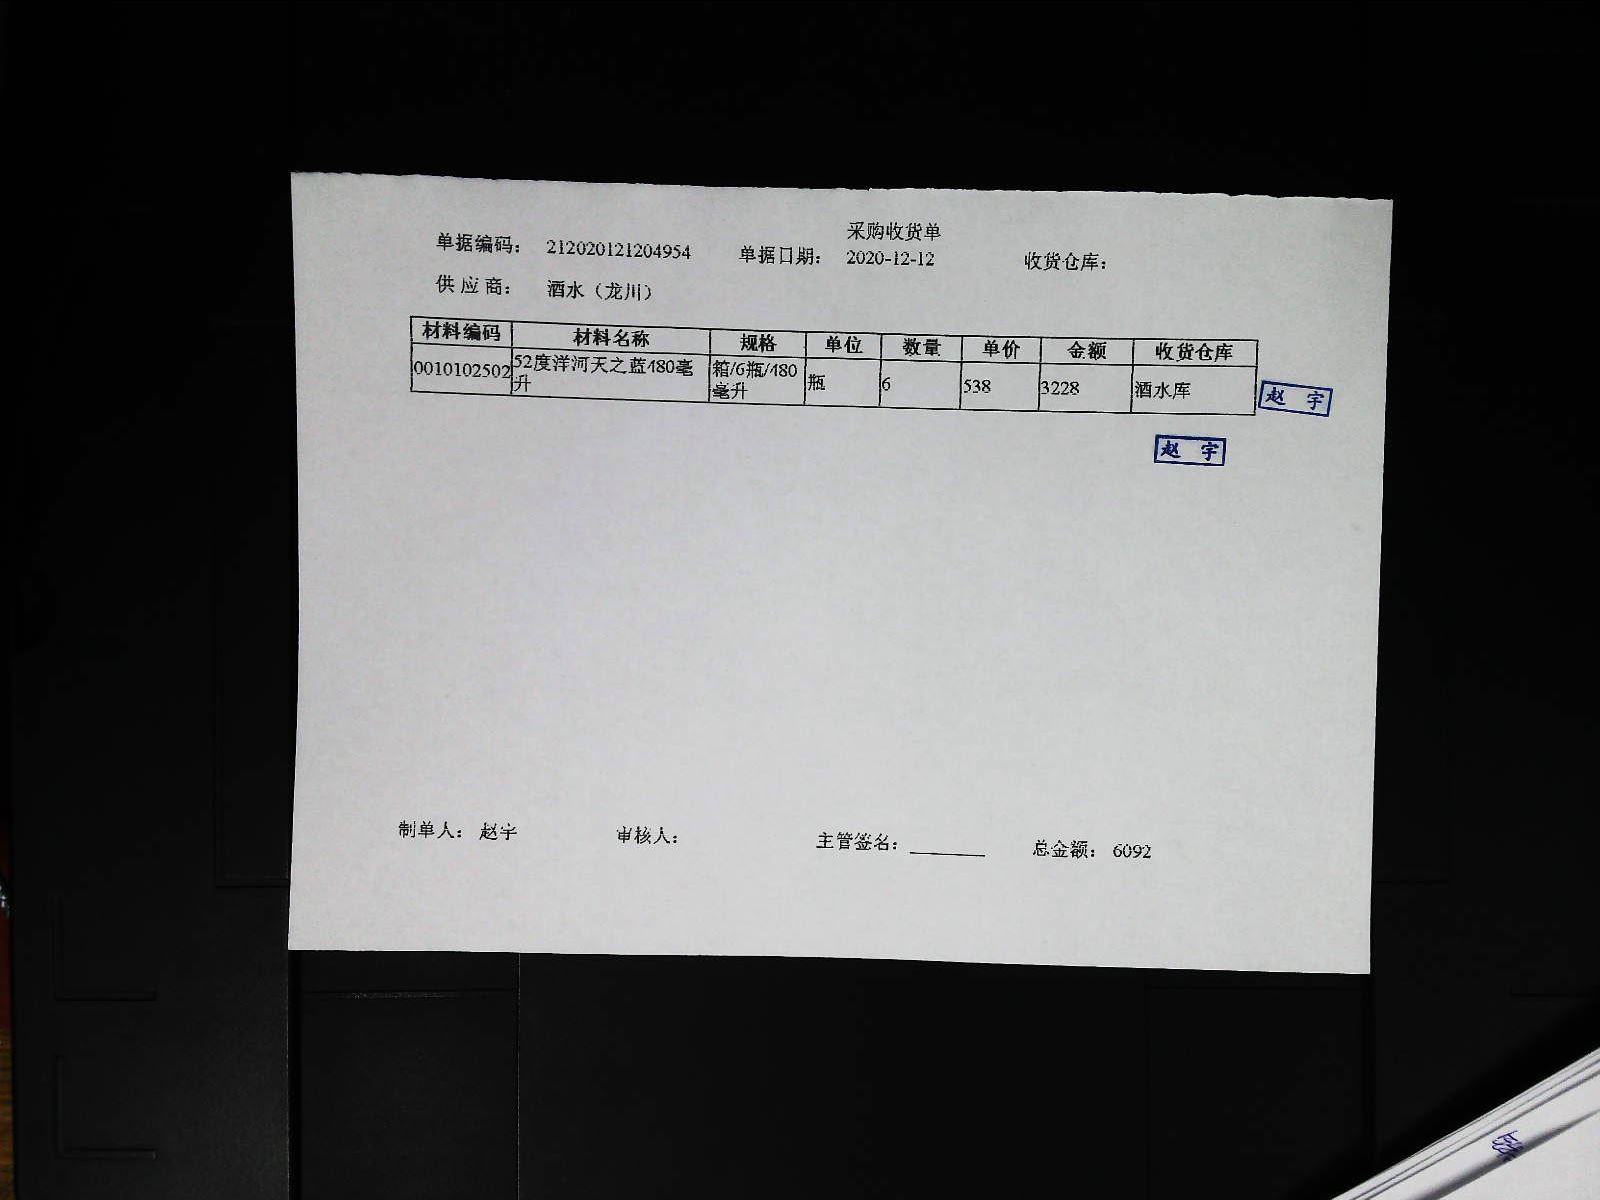 采购收货单
单据编码： 212020121204954 单据日期： 2020-12-12 收货仓库：
供应商： 酒水（龙川）
材料编码 材料名称 规格 单位 数量 单价 金额 收货仓库
0010102502 52度洋河天之蓝480毫升 箱/6瓶/480毫升 瓶 6 538 3228 酒水库
赵宇
赵宇
制单人： 赵宇 审核人： 主管签名： 总金额： 6092